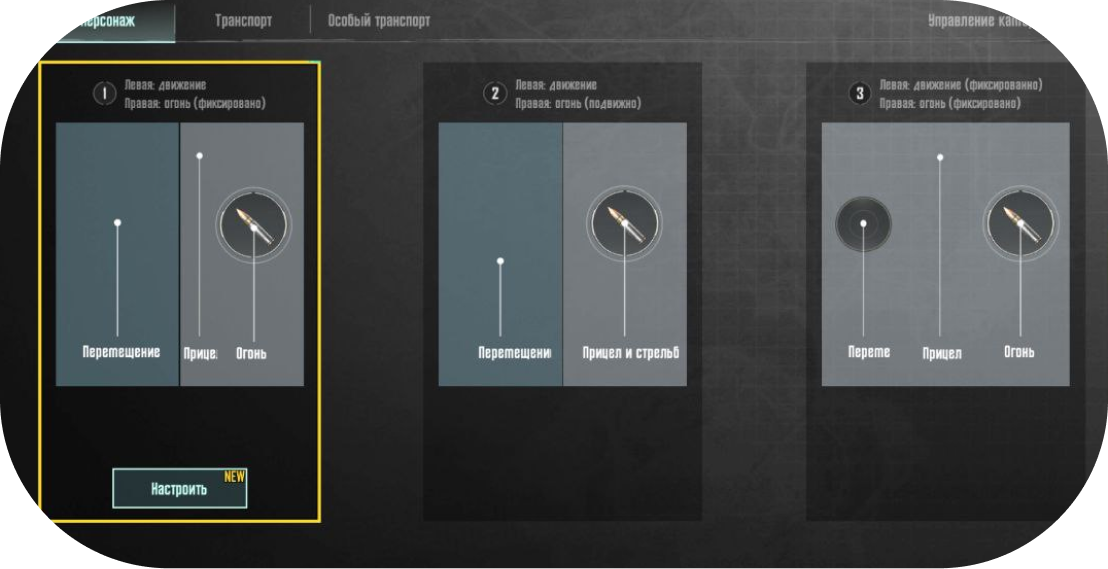 ерсонаж
Транспорт
Особый транспорт
Управление
1
Левая: движение
Правая: огонь (фиксировано)
2
Левая: движение
Правая: огонь (подвижно)
3
Левая: движение (фиксированно)
Правая: огонь (фиксировано)
Перемещение
Прице
Огонь
Перемещени
Прицел и стрельб
Переме
Прицел
Огонь
NEW
Настроить